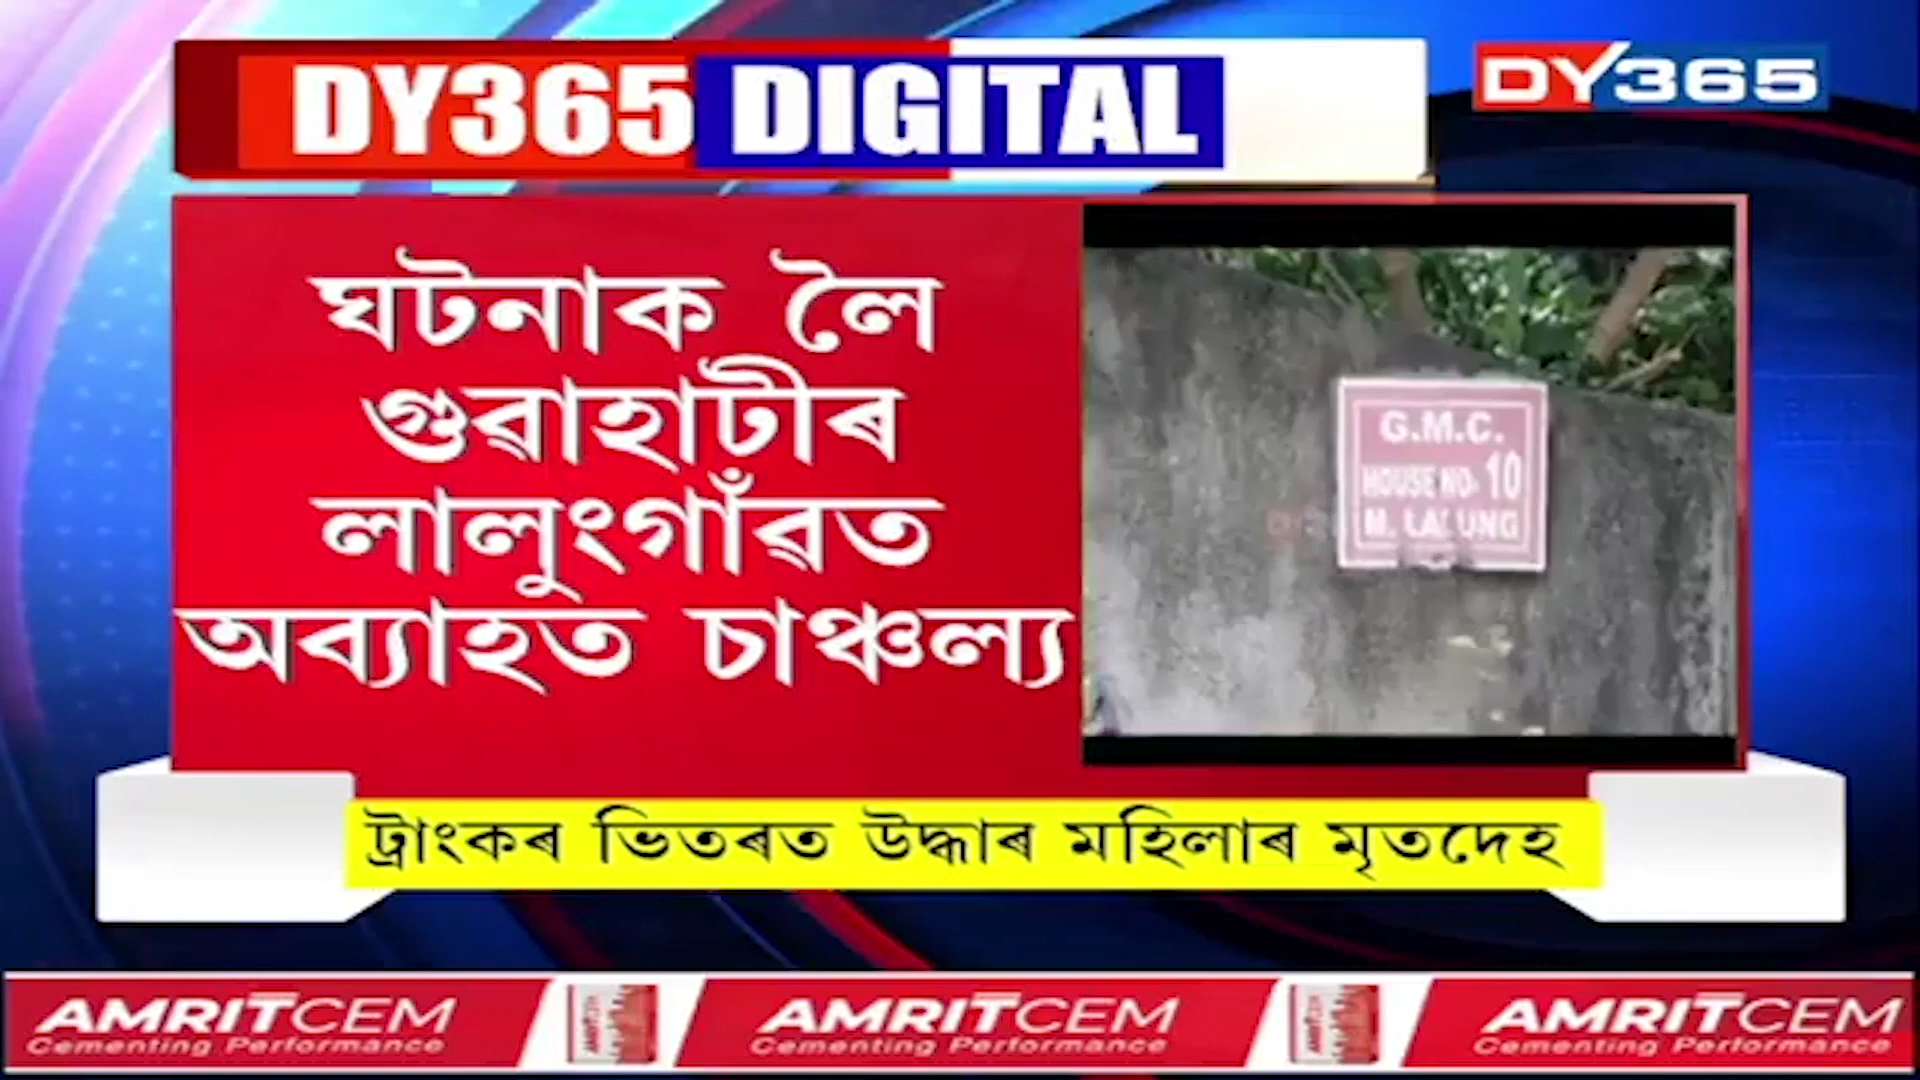 DY365 DIGITAL
DY365
ঘটনাক লৈ
গুৱাহাটীৰ
লালুংগাঁৱত
অব্যাহত চাঞ্চল্য
G.M.C.
HOUSE NO- 10
M. LALUNG
ট্ৰাংকৰ ভিতৰত উদ্ধাৰ মহিলাৰ মৃতদেহ
AMRITCEM
Cementing Performance
AMRITCEM
Cementing Performance
AMRITCEM
Cementing Performance